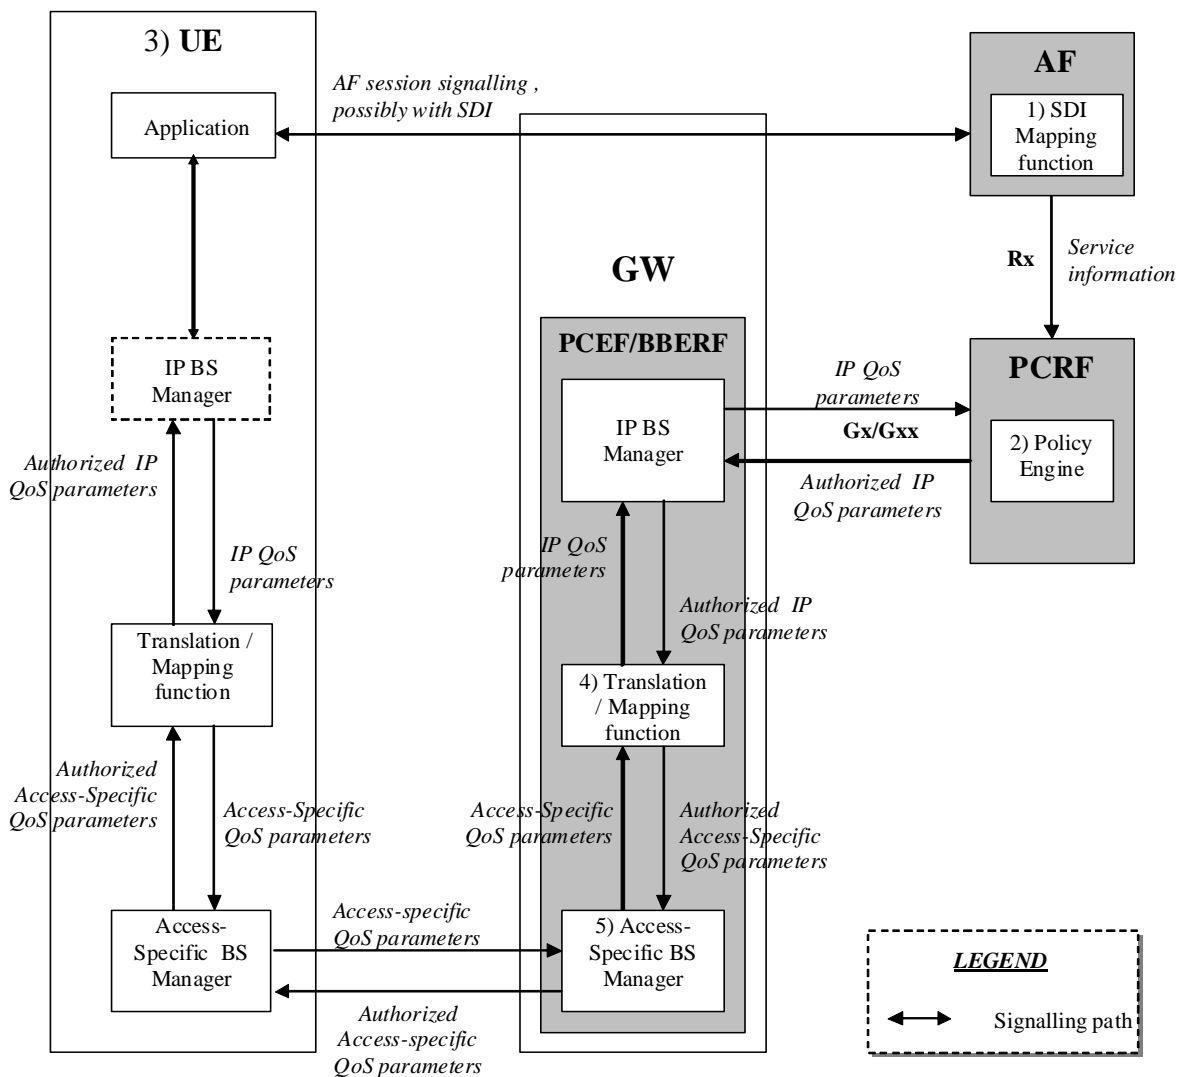 3) UE
Application
AF session signalling ,
possibly with SDI
AF
1) SDI
Mapping
function
Rx
Service
information
GW
PCEF/BBERF
IP BS
Manager
IP BS
Manager
IP QoS
parameters
Gx/Gxx
Authorized IP
QoS parameters
PCRF
2) Policy
Engine
Authorized IP
QoS parameters
IP QoS
parameters
IP QoS
parameters
Authorized IP
QoS parameters
Translation /
Mapping
function
4) Translation
/ Mapping
function
Authorized
Access-Specific
QoS parameters
Access-Specific
QoS parameters
Access-Specific
QoS parameters
Authorized
Access-Specific
QoS parameters
Access-
Specific BS
Manager
Access-specific
QoS parameters
5) Access-
Specific BS
Manager
Authorized
Access-specific
QoS parameters
LEGEND
Signalling path